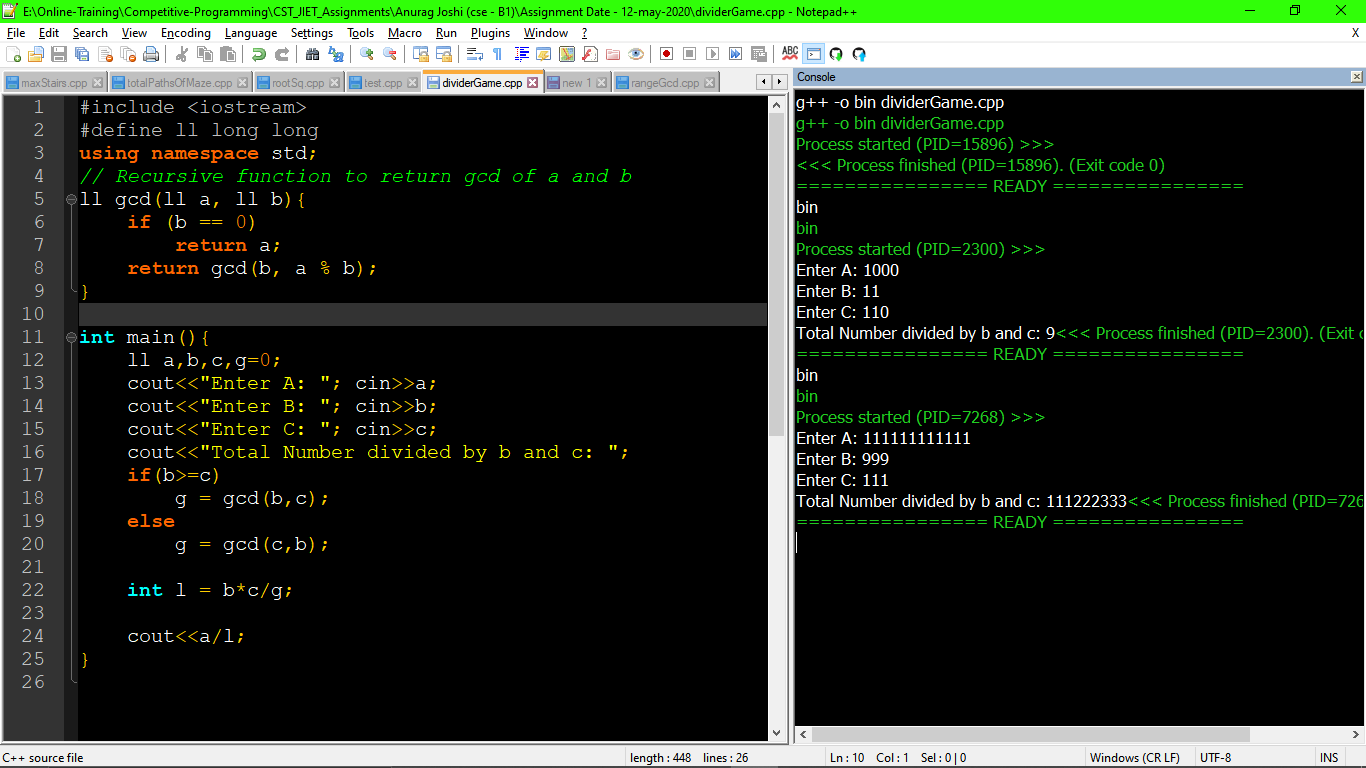 E:\Online-Training\Competitive-Programming\CST_JIET_Assignments\Anurag Joshi (cse - B1)\Assignment Date - 12-may-2020\dividerGame.cpp - Notepad++
File Edit Search View Encoding Language Settings Tools Macro Run Plugins Window ? X
maxStairs.cpp totalPathsOfMaze.cpp rootSq.cpp test.cpp dividerGame.cpp new 1 rangeGcd.cpp
1 #include <iostream>
2 #define ll long long
3 using namespace std;
4 // Recursive function to return gcd of a and b
5 ll gcd(ll a, ll b){
6 if (b == 0)
7 return a;
8 return gcd(b, a % b);
9 }
10
11 int main(){
12 ll a,b,c,g=0;
13 cout<<"Enter A: "; cin>>a;
14 cout<<"Enter B: "; cin>>b;
15 cout<<"Enter C: "; cin>>c;
16 cout<<"Total Number divided by b and c: ";
17 if(b>=c)
18 g = gcd(b,c);
19 else
20 g = gcd(c,b);
21
22 int l = b*c/g;
23
24 cout<<a/l;
25 }
26
Console
g++ -o bin dividerGame.cpp
g++ -o bin dividerGame.cpp
Process started (PID=15896) >>>
<<< Process finished (PID=15896). (Exit code 0)
================ READY ================
bin
bin
Process started (PID=2300) >>>
Enter A: 1000
Enter B: 11
Enter C: 110
Total Number divided by b and c: 9<<< Process finished (PID=2300). (Exit c
================ READY ================
bin
bin
Process started (PID=7268) >>>
Enter A: 111111111111
Enter B: 999
Enter C: 111
Total Number divided by b and c: 111222333<<< Process finished (PID=726
================ READY ================
C++ source file length : 448 lines : 26 Ln : 10 Col : 1 Sel : 0 | 0 Windows (CR LF) UTF-8 INS